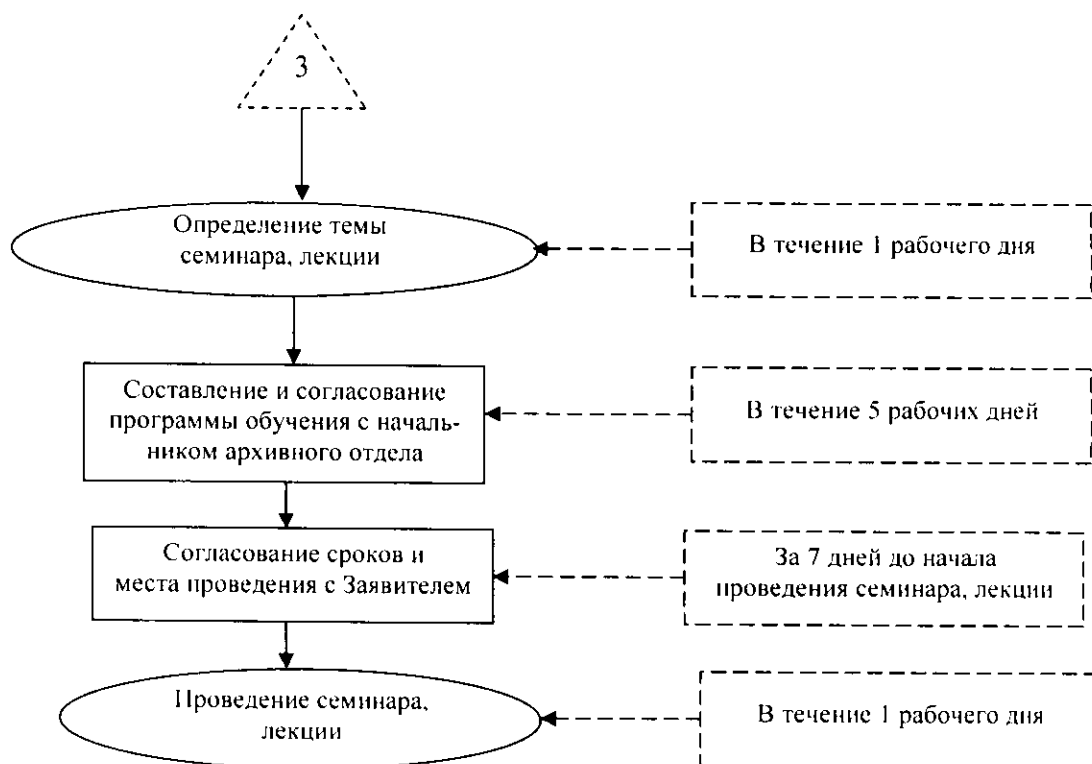 3
Определение темы
семинара, лекции
В течение 1 рабочего дня
Составление и согласование
программы обучения с началь-
ником архивного отдела
В течение 5 рабочих дней
Согласование сроков и
места проведения с Заявителем
За 7 дней до начала
проведения семинара, лекции
Проведение семинара,
лекции
В течение 1 рабочего дня